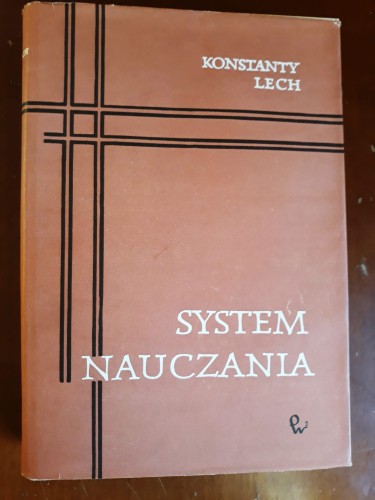 KONSTANTY
LECH
SYSTEM
NAUCZANIA